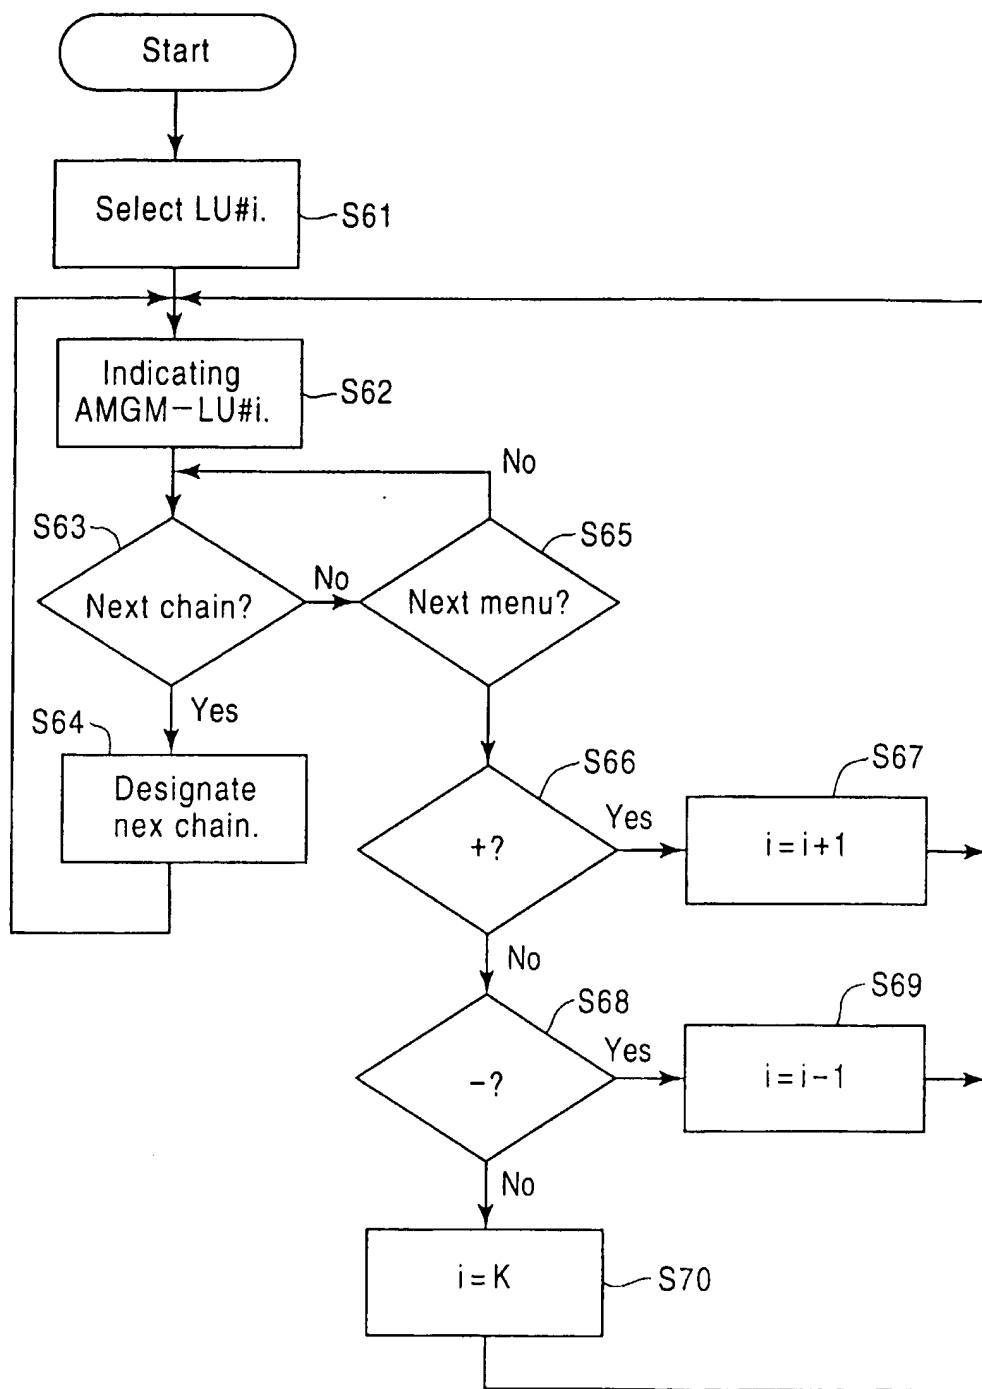 Start
Select LU#i.
S61
Indicating
AMGM-LU#i.
S62
No
S63
S65
Next chain?
No
Next menu?
Yes
S64
Designate
nex chain.
S66
S67
+?
Yes
i=i+1
No
S68
S69
-?
Yes
i=i-1
No
i=K
S70